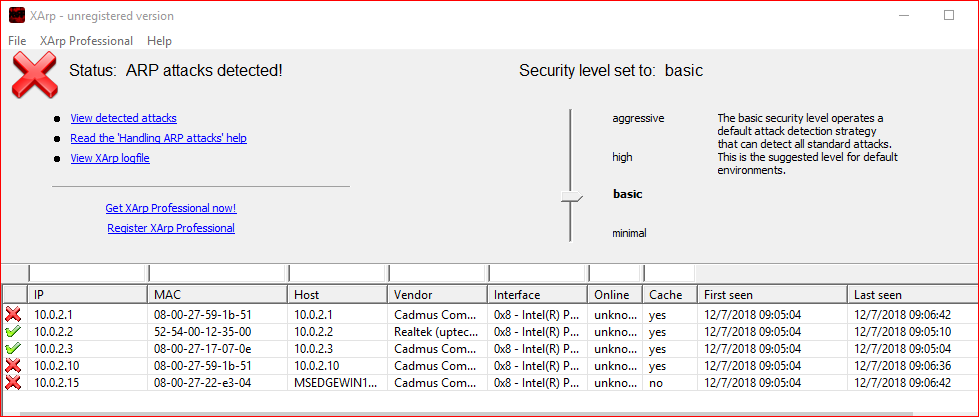 XArp - unregistered version
File XArp Professional Help
Status: ARP attacks detected!
Security level set to: basic
View detected attacks
Read the 'Handling ARP attacks' help
View XArp logfile
Get XArp Professional now!
Register XArp Professional
aggressive
high
basic
minimal
The basic security level operates a
default attack detection strategy
that can detect all standard attacks.
This is the suggested level for default
environments.
IP MAC Host Vendor Interface Online Cache First seen Last seen
10.0.2.1 08-00-27-59-1b-51 10.0.2.1 Cadmus Com... 0x8 - Intel(R) P... unkno... yes 12/7/2018 09:05:04 12/7/2018 09:06:42
10.0.2.2 52-54-00-12-35-00 10.0.2.2 Realtek (uptec... 0x8 - Intel(R) P... unkno... yes 12/7/2018 09:05:04 12/7/2018 09:05:10
10.0.2.3 08-00-27-17-07-0e 10.0.2.3 Cadmus Com... 0x8 - Intel(R) P... unkno... yes 12/7/2018 09:05:04 12/7/2018 09:05:04
10.0.2.10 08-00-27-59-1b-51 10.0.2.10 Cadmus Com... 0x8 - Intel(R) P... unkno... yes 12/7/2018 09:05:04 12/7/2018 09:06:36
10.0.2.15 08-00-27-22-e3-04 MSEDGEWIN1... Cadmus Com... 0x8 - Intel(R) P... unkno... no 12/7/2018 09:05:04 12/7/2018 09:06:42